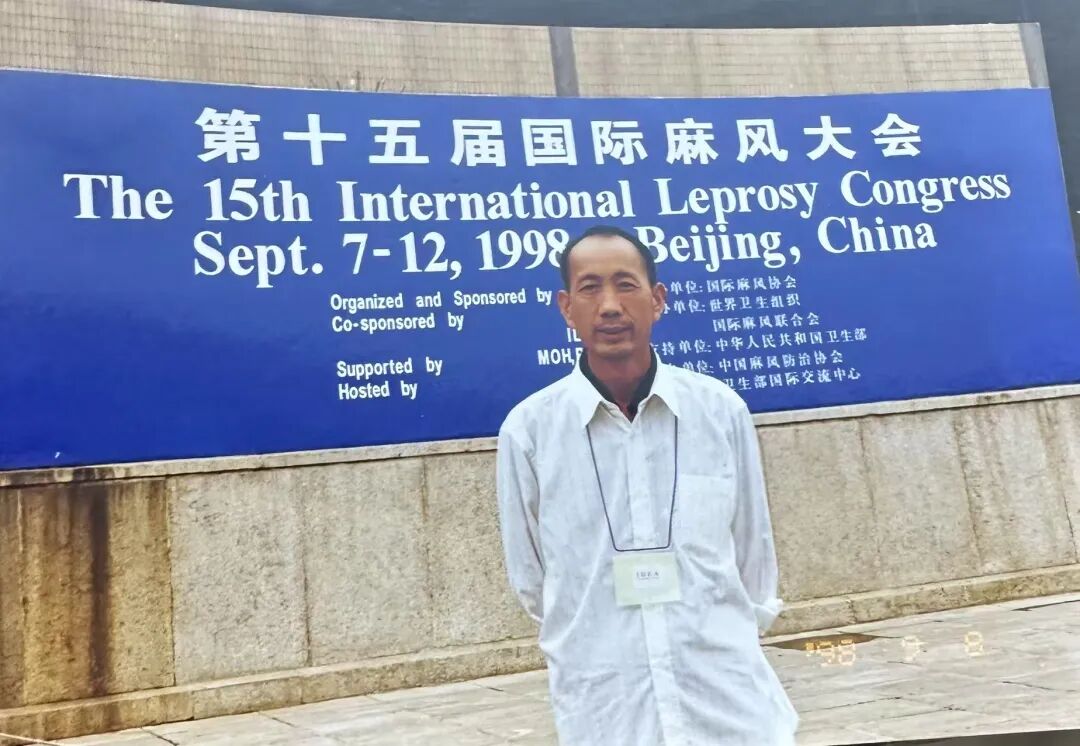 第十五届国际麻风大会
The 15th International Leprosy Congress
Sept. 7-12, 1998 Beijing, China
Organized and Sponsored by 单位: 国际麻风协会
Co-sponsored by 单位: 世界卫生组织
国际麻风联合会
MOH, 支持单位: 中华人民共和国卫生部
Supported by 单位: 中国麻风防治协会
Hosted by 卫生部国际交流中心
IDEA
'98 9 8